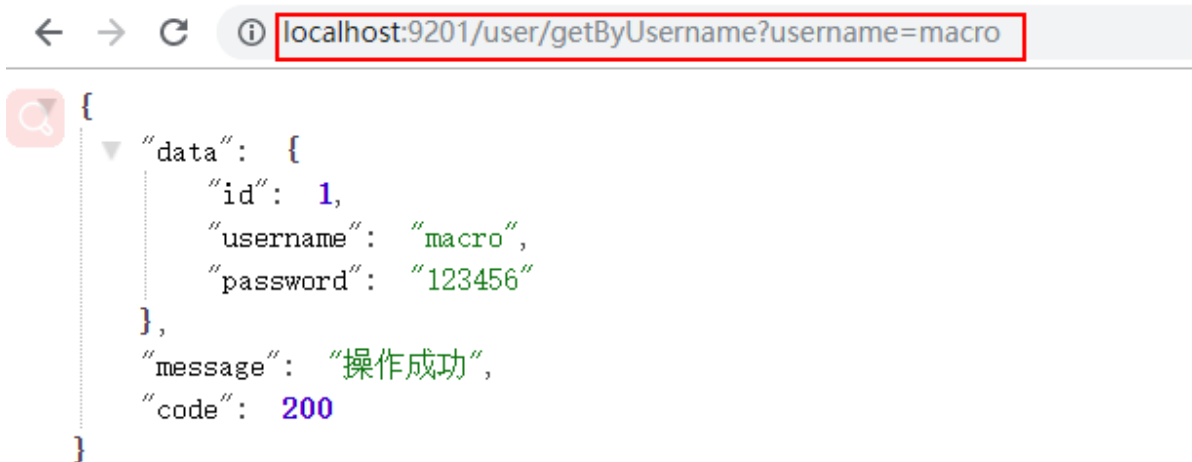 localhost:9201/user/getByUsername?username=macro
{
"data": {
"id": 1,
"username": "macro",
"password": "123456"
},
"message": "操作成功",
"code": 200
}